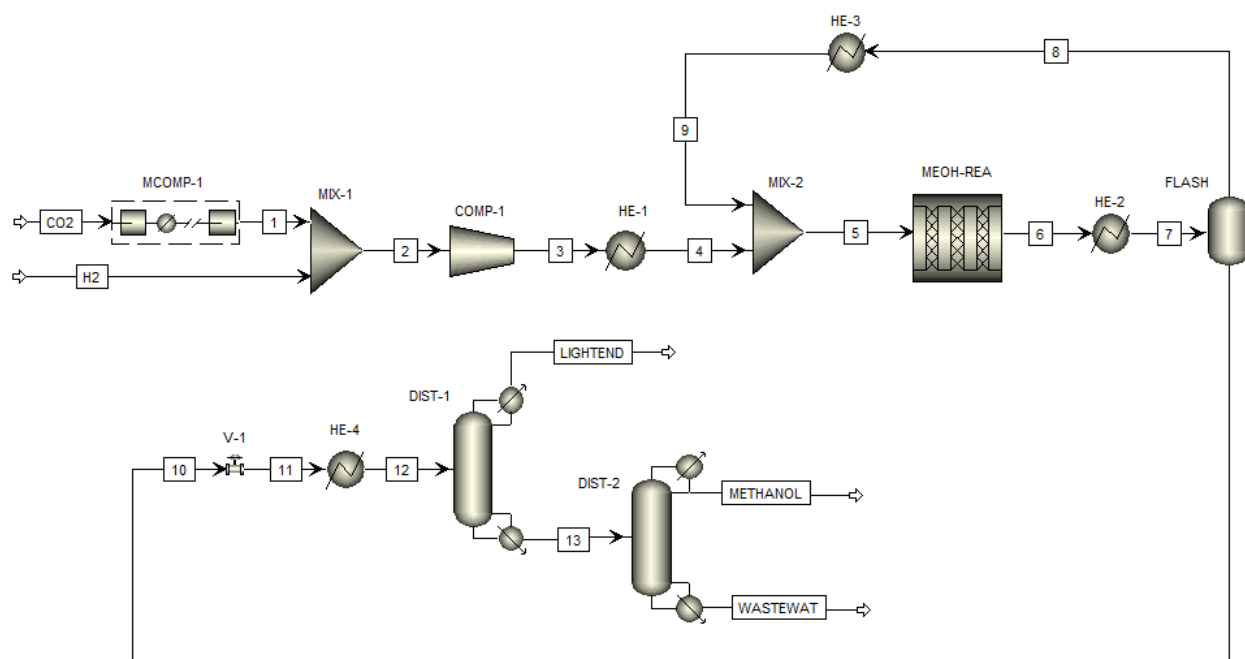 HE-3
8
9
MCOMP-1
MIX-1
COMP-1
HE-1
MIX-2
MEOH-REA
HE-2
FLASH
CO2
1
2
3
4
5
6
7
H2
LIGHTEND
DIST-1
V-1
HE-4
10
11
12
DIST-2
METHANOL
13
WASTEWAT